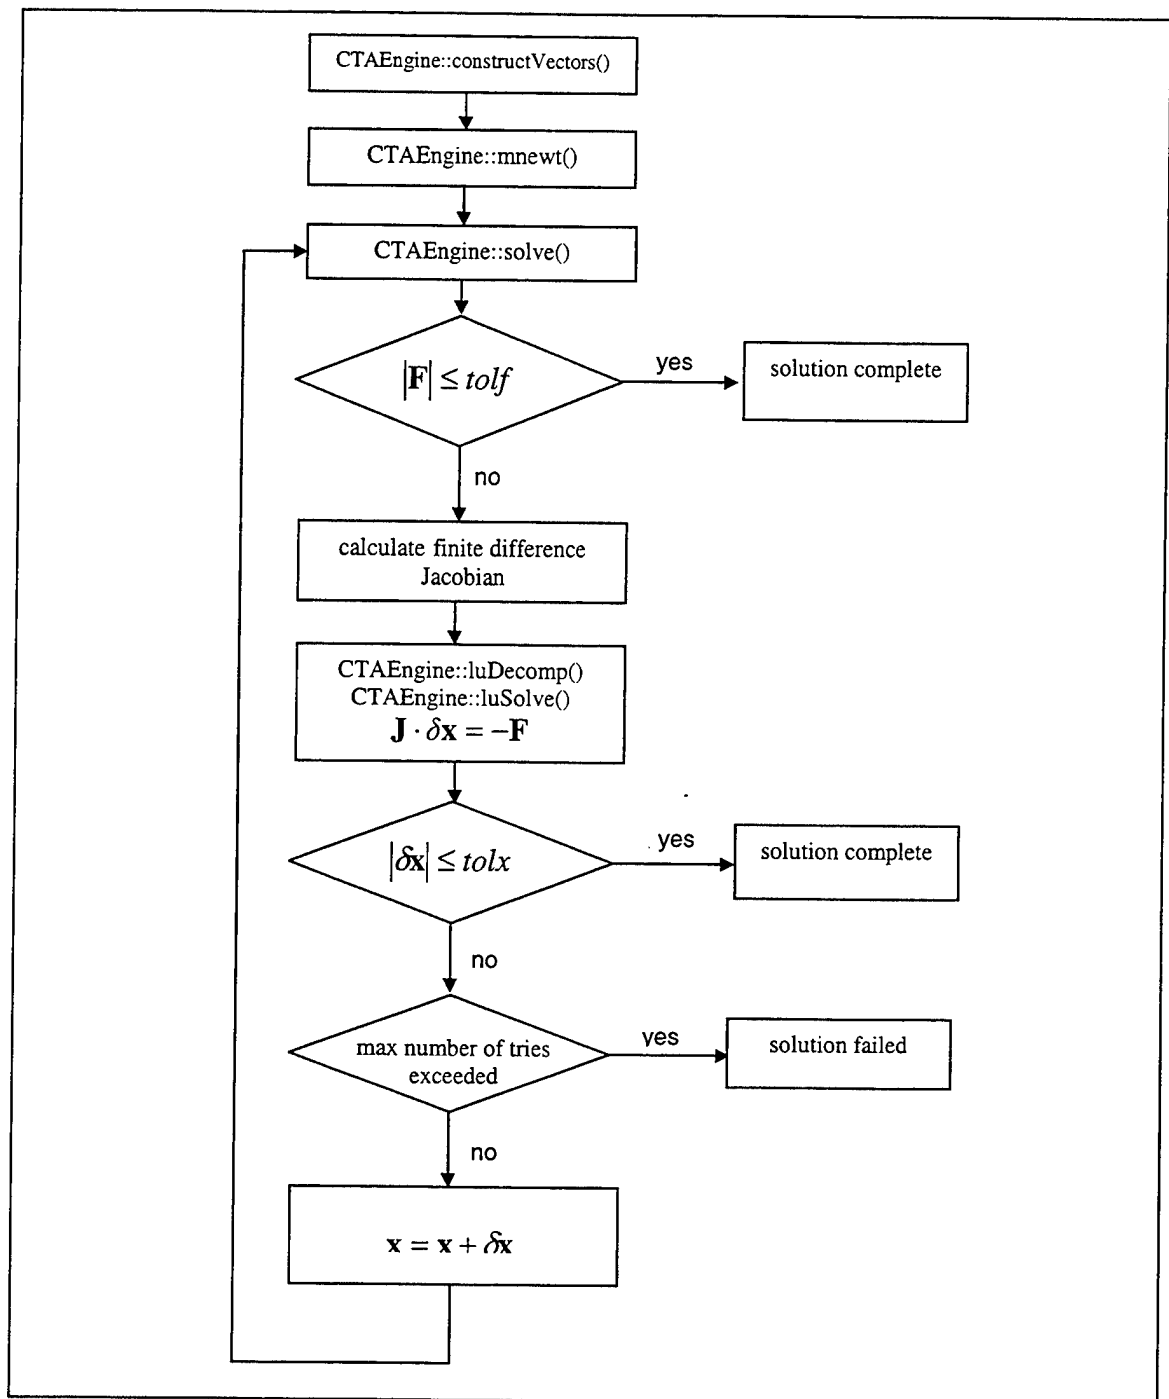 CTAEngine::constructVectors()
CTAEngine::mnewt()
CTAEngine::solve()
|F| ≤ tolf
yes
solution complete
no
calculate finite difference
Jacobian
CTAEngine::luDecomp()
CTAEngine::luSolve()
J · δx = −F
|δx| ≤ tolx
yes
solution complete
no
max number of tries
exceeded
yes
solution failed
no
x = x + δx